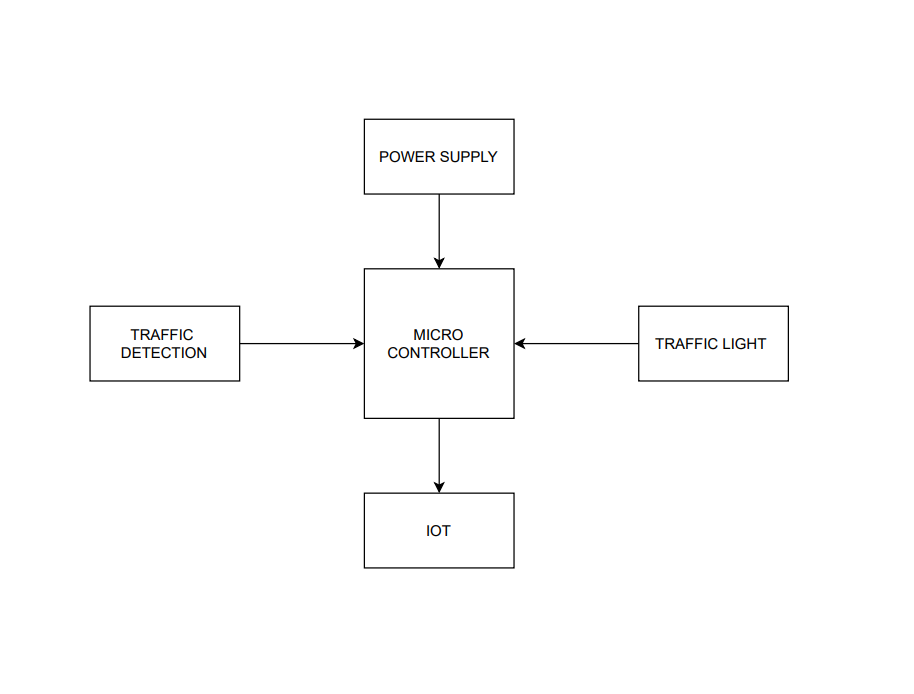 POWER SUPPLY
TRAFFIC
DETECTION
MICRO
CONTROLLER
TRAFFIC LIGHT
IOT